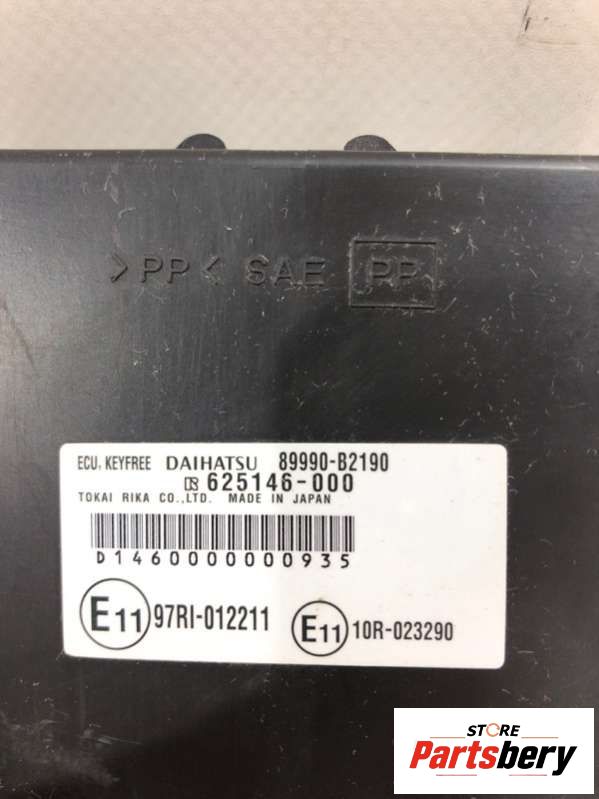 >PP< SAE PP
ECU, KEYFREE DAIHATSU 89990-B2190
625146-000
TOKAI RIKA CO.,LTD. MADE IN JAPAN
D1460000000935
E11 97RI-012211 E11 10R-023290
STORE
Partsbery